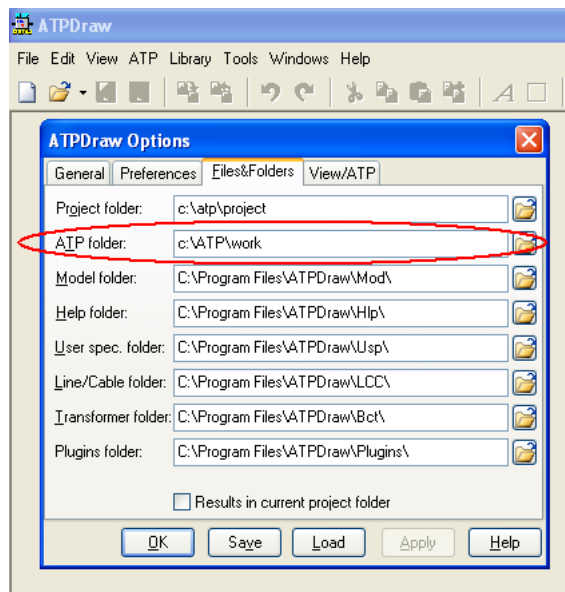 ATPDraw
File Edit View ATP Library Tools Windows Help
A
ATPDraw Options
General Preferences Files&Folders View/ATP
Project folder: c:\atp\project
ATP folder: c:\ATP\work
Model folder: C:\Program Files\ATPDraw\Mod\
Help folder: C:\Program Files\ATPDraw\Hlp\
User spec. folder: C:\Program Files\ATPDraw\Usp\
Line/Cable folder: C:\Program Files\ATPDraw\LCC\
Transformer folder: C:\Program Files\ATPDraw\Bct\
Plugins folder: C:\Program Files\ATPDraw\Plugins\
Results in current project folder
OK Save Load Apply Help